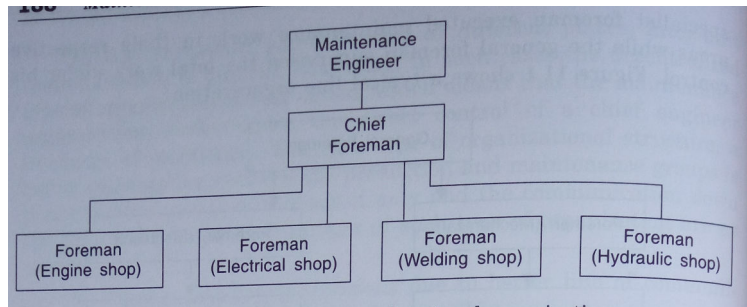 Maintenance
Engineer
Chief
Foreman
Foreman
(Engine shop)
Foreman
(Electrical shop)
Foreman
(Welding shop)
Foreman
(Hydraulic shop)